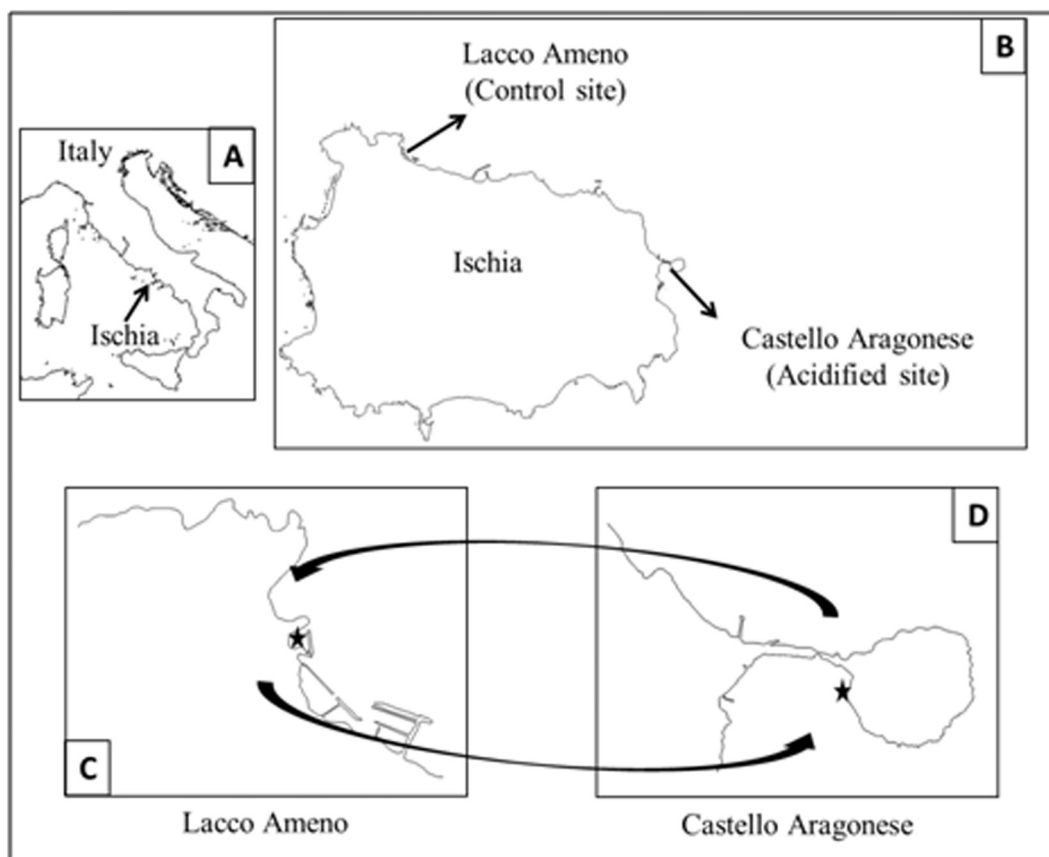 A
Italy
Ischia
B
Lacco Ameno
(Control site)
Ischia
Castello Aragonese
(Acidified site)
C
Lacco Ameno
D
Castello Aragonese